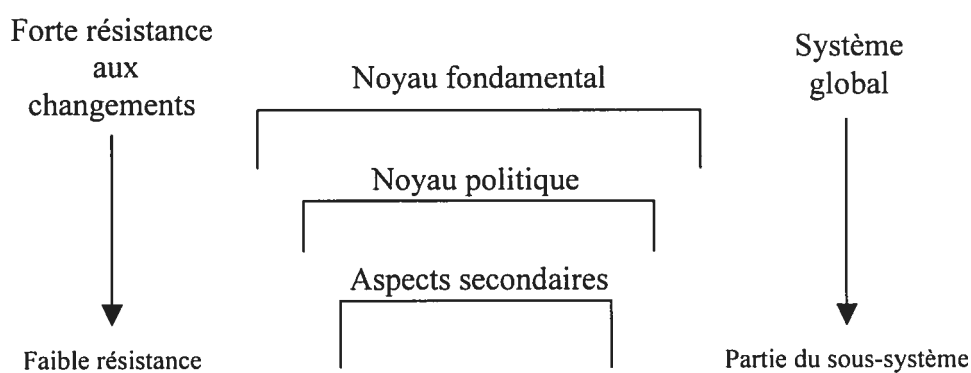 Forte résistance
aux
changements
Noyau fondamental
Système
global
Noyau politique
Aspects secondaires
Faible résistance
Partie du sous-système